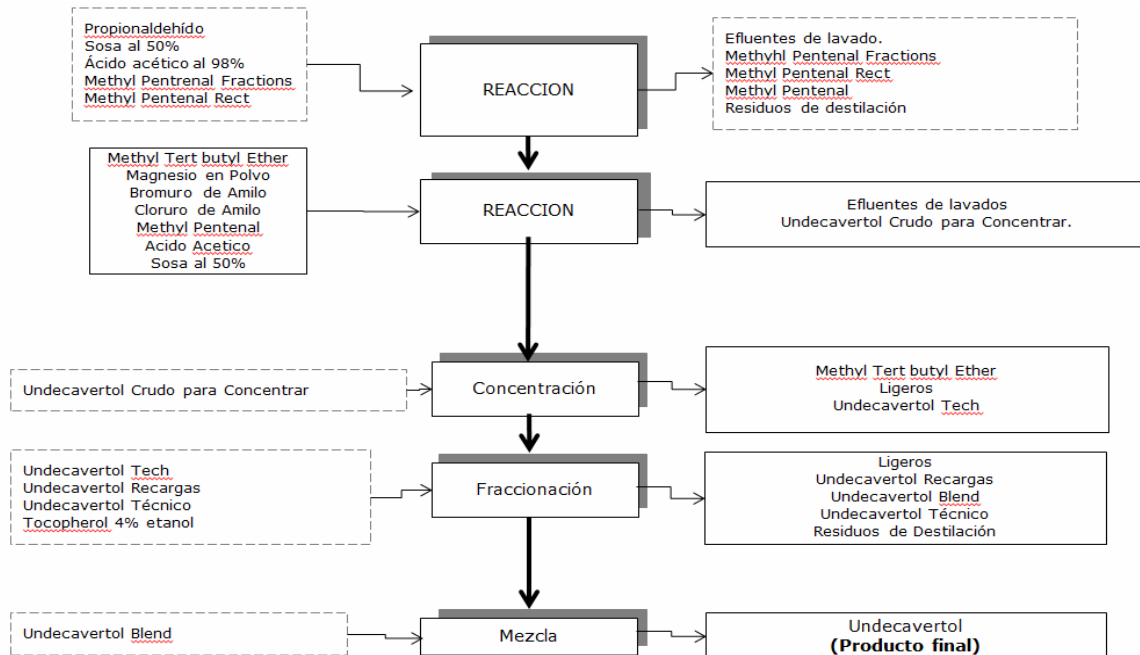 Propionaldehído
Sosa al 50%
Ácido acético al 98%
Methyl Pentrenal Fractions
Methyl Pentenal Rect
REACCION
Efluentes de lavado.
Methyhl Pentenal Fractions
Methyl Pentenal Rect
Methyl Pentenal
Residuos de destilación
Methyl Tert butyl Ether
Magnesio en Polvo
Bromuro de Amilo
Cloruro de Amilo
Methyl Pentenal
Acido Acetico
Sosa al 50%
REACCION
Efluentes de lavados
Undecavertol Crudo para Concentrar.
Undecavertol Crudo para Concentrar
Concentración
Methyl Tert butyl Ether
Ligeros
Undecavertol Tech
Undecavertol Tech
Undecavertol Recargas
Undecavertol Técnico
Tocopherol 4% etanol
Fraccionación
Ligeros
Undecavertol Recargas
Undecavertol Blend
Undecavertol Técnico
Residuos de Destilación
Undecavertol Blend
Mezcla
Undecavertol
(Producto final)